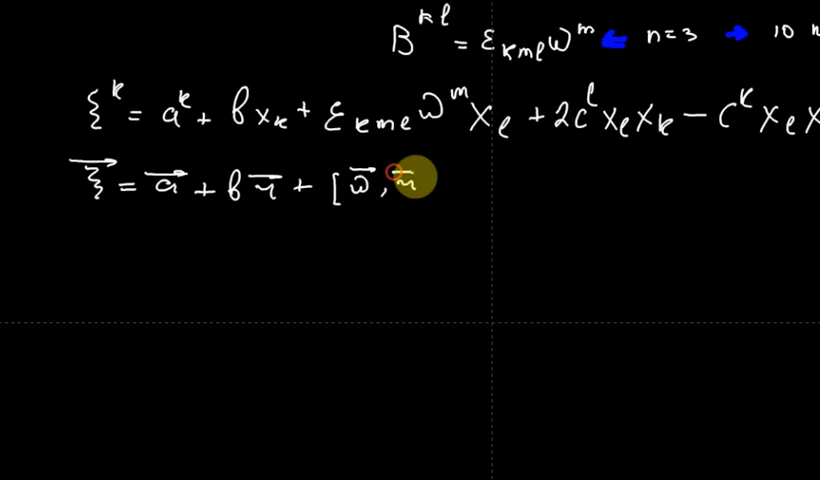 B^{kl} = ε_{kml} ω^m ← n=3 → 10
ξ^k = a^k + b x_k + ε_{kml} ω^m x_l + 2c^l x_l x_k − c^k x_l x
ξ⃗ = a⃗ + b r⃗ + [ω⃗, r⃗